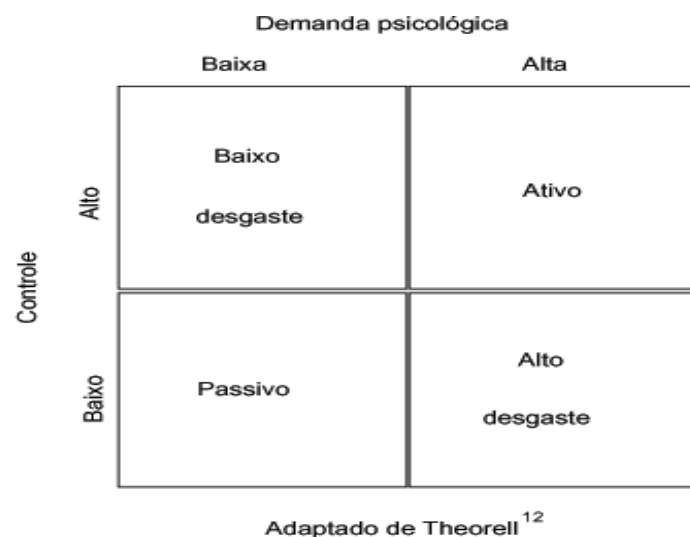 Demanda psicológica
Baixa Alta
Controle
Alto
Baixo
desgaste
Ativo
Baixo
Passivo
Alto
desgaste
Adaptado de Theorell12